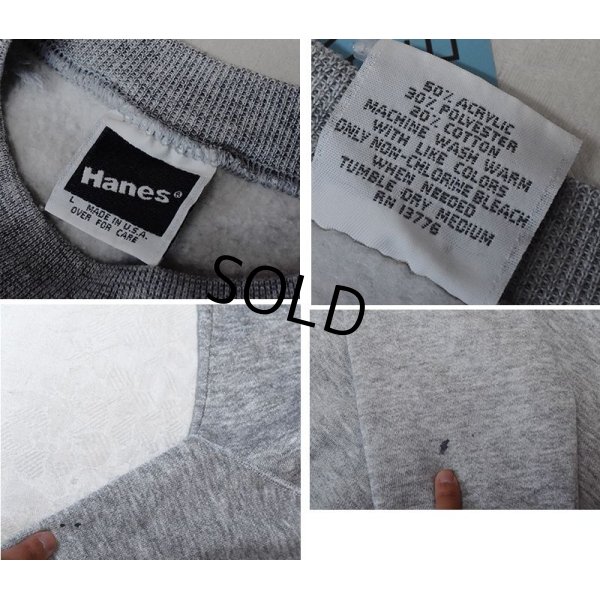 Hanes®
L MADE IN U.S.A.
OVER FOR CARE
50% ACRYLIC
30% POLYESTER
20% COTTON
MACHINE WASH WARM
WITH LIKE COLORS
ONLY NON-CHLORINE BLEACH
WHEN NEEDED
TUMBLE DRY MEDIUM
RN 13776
SOLD